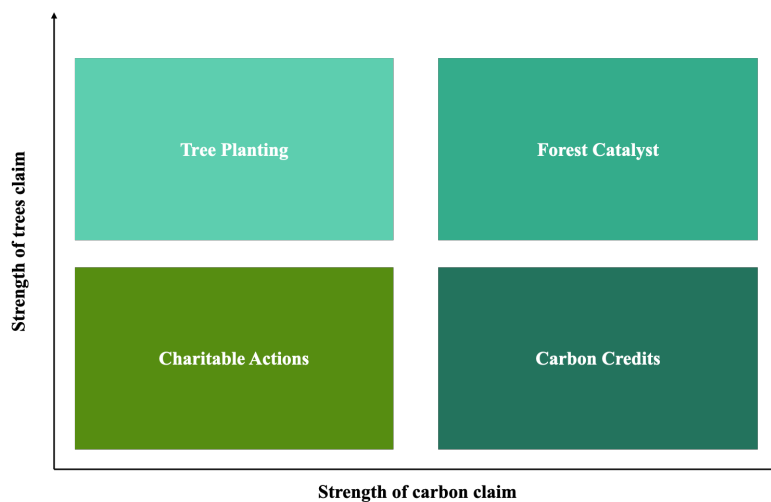 Strength of trees claim
Tree Planting
Forest Catalyst
Charitable Actions
Carbon Credits
Strength of carbon claim